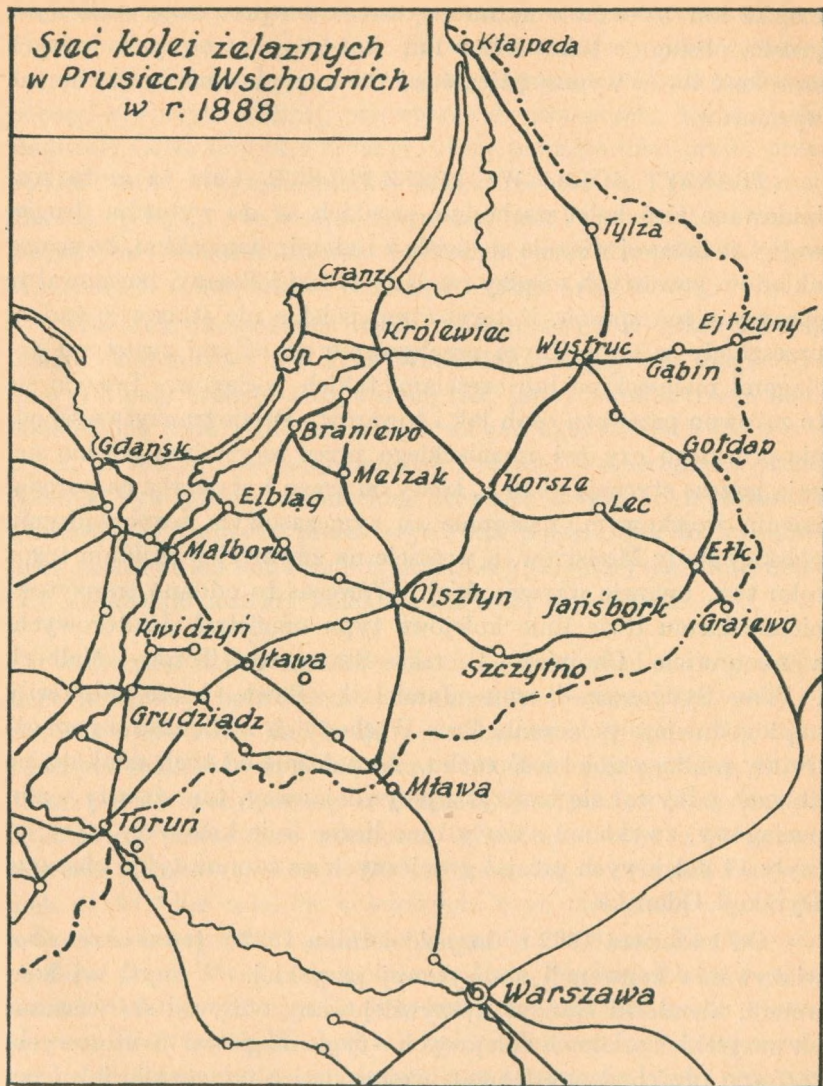 Sieć kolei żelaznych
w Prusiech Wschodnich
w r. 1888
Kłajpeda
Tylża
Cranz
Królewiec
Wystruć
Gąbin
Ejtkuny
Gdańsk
Braniewo
Melzak
Gołdap
Elbląg
Korsze
Lec
Malbork
Ełk
Olsztyn
Jańsbork
Grajewo
Kwidzyń
Iława
Szczytno
Grudziądz
Mława
Toruń
Warszawa